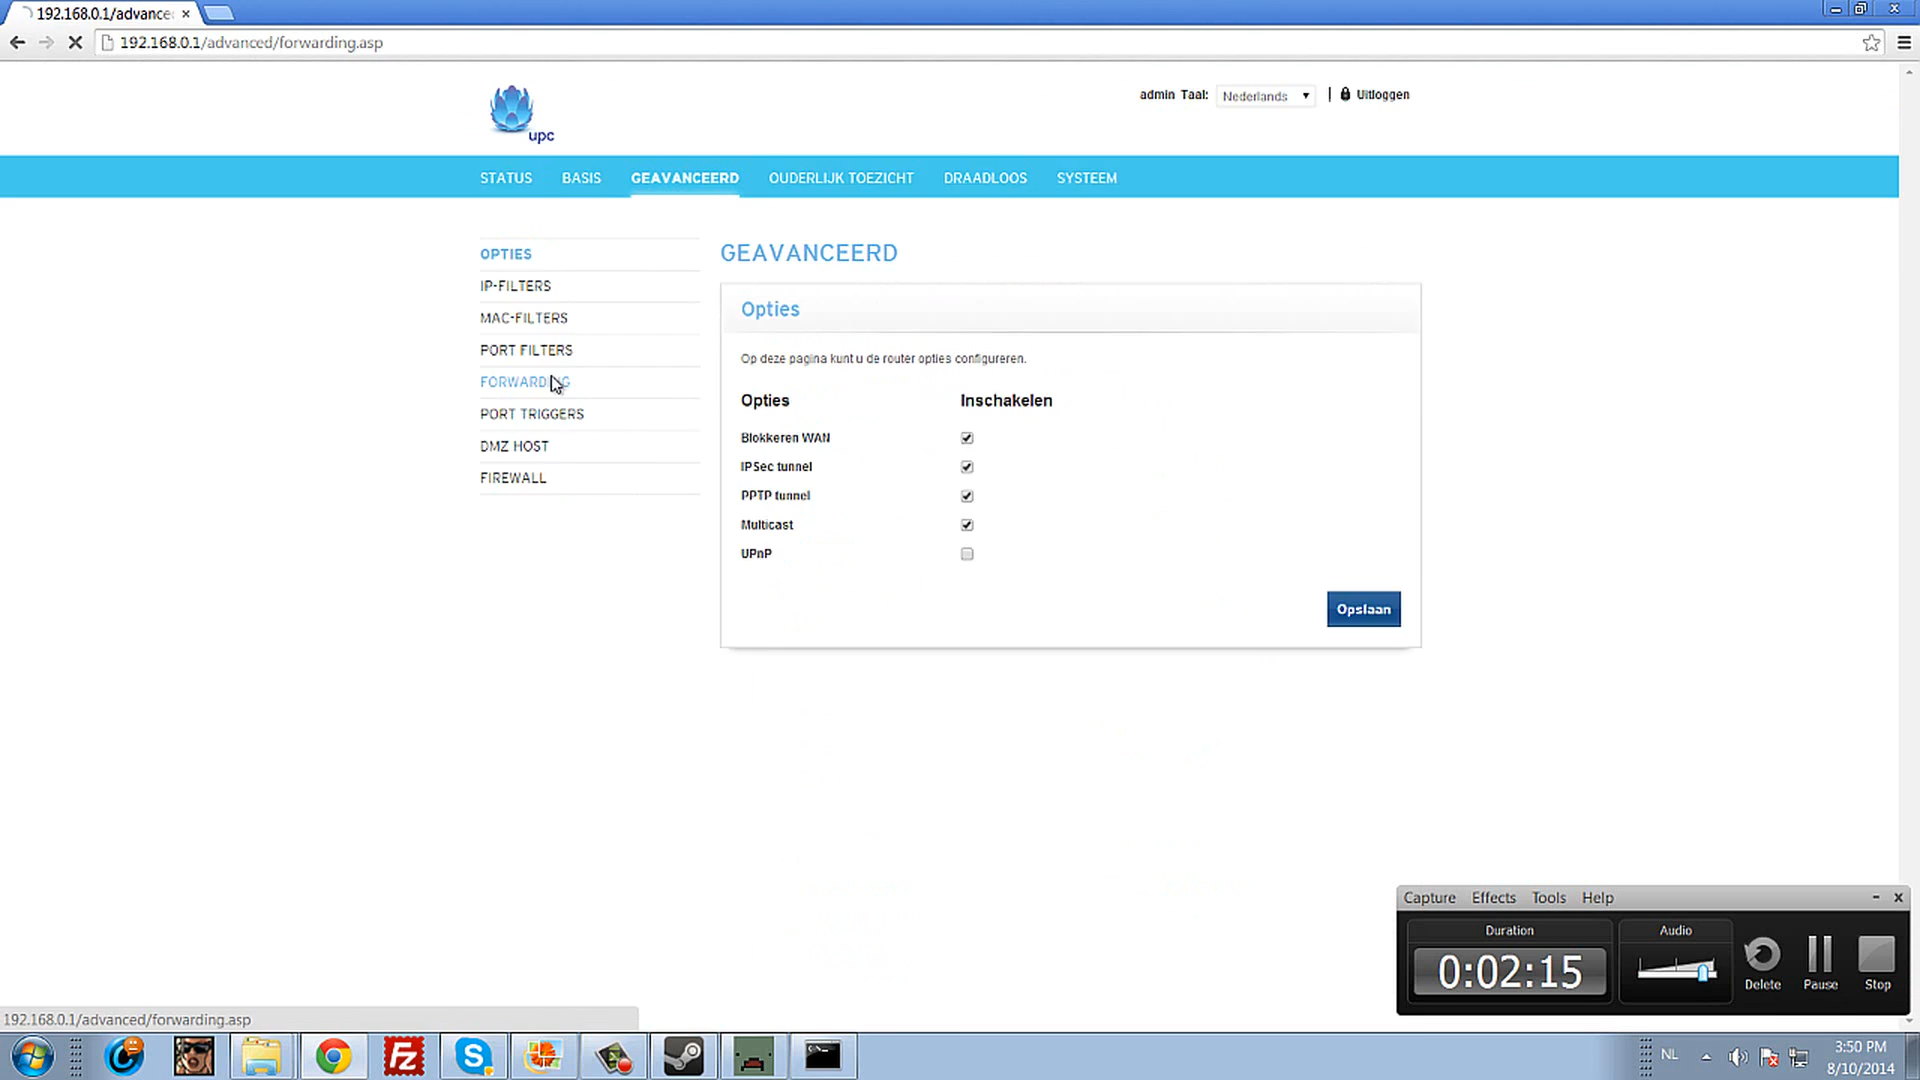 192.168.0.1/advance
192.168.0.1/advanced/forwarding.asp
upc
admin Taal: Nederlands | Uitloggen
STATUS BASIS GEAVANCEERD OUDERLIJK TOEZICHT DRAADLOOS SYSTEEM
OPTIES
IP-FILTERS
MAC-FILTERS
PORT FILTERS
FORWARDING
PORT TRIGGERS
DMZ HOST
FIREWALL
GEAVANCEERD
Opties
Op deze pagina kunt u de router opties configureren.
Opties Inschakelen
Blokkeren WAN
IPSec tunnel
PPTP tunnel
Multicast
UPnP
Opslaan
Capture Effects Tools Help
Duration Audio
0:02:15
Delete Pause Stop
192.168.0.1/advanced/forwarding.asp
NL
3:50 PM
8/10/2014